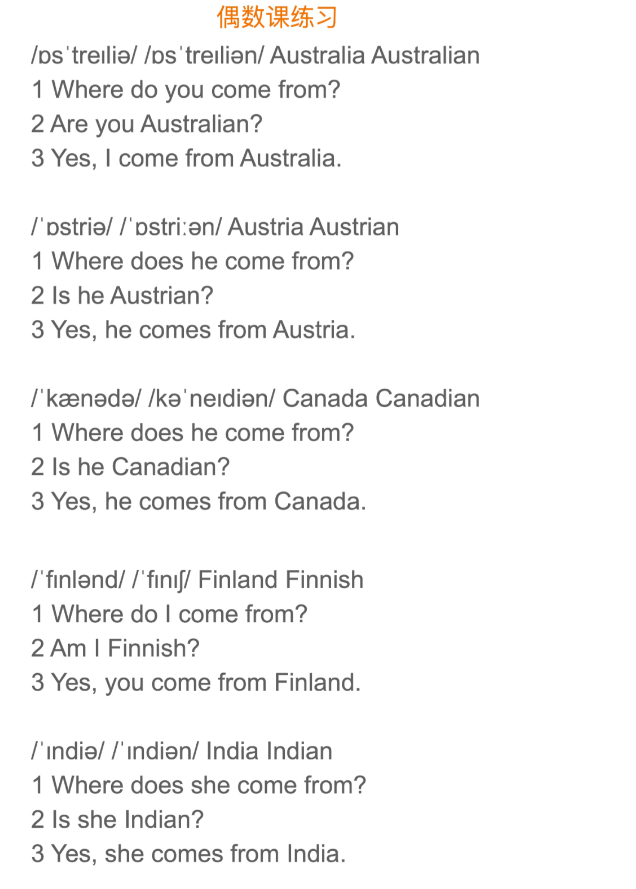 偶数课练习
/ɒsˈtreɪliə/ /ɒsˈtreɪliən/ Australia Australian
1 Where do you come from?
2 Are you Australian?
3 Yes, I come from Australia.
/ˈɒstriə/ /ˈɒstriːən/ Austria Austrian
1 Where does he come from?
2 Is he Austrian?
3 Yes, he comes from Austria.
/ˈkænədə/ /kəˈneɪdiən/ Canada Canadian
1 Where does he come from?
2 Is he Canadian?
3 Yes, he comes from Canada.
/ˈfɪnlənd/ /ˈfɪnɪʃ/ Finland Finnish
1 Where do I come from?
2 Am I Finnish?
3 Yes, you come from Finland.
/ˈɪndiə/ /ˈɪndiən/ India Indian
1 Where does she come from?
2 Is she Indian?
3 Yes, she comes from India.